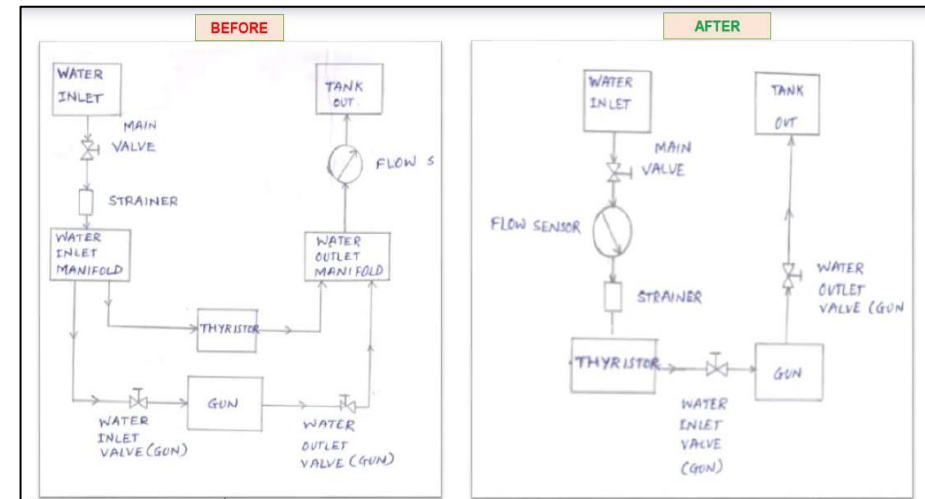 BEFORE
WATER
INLET
MAIN
VALVE
STRAINER
WATER
INLET
MANIFOLD
TANK
OUT.
FLOW S
WATER
OUTLET
MANIFOLD
THYRISTOR
GUN
WATER
INLET
VALVE (GUN)
WATER
OUTLET
VALVE (GUN)
AFTER
WATER
INLET
MAIN
VALVE
FLOW SENSOR
STRAINER
THYRISTOR
WATER
INLET
VALVE
(GUN)
GUN
WATER
OUTLET
VALVE (GUN
TANK
OUT